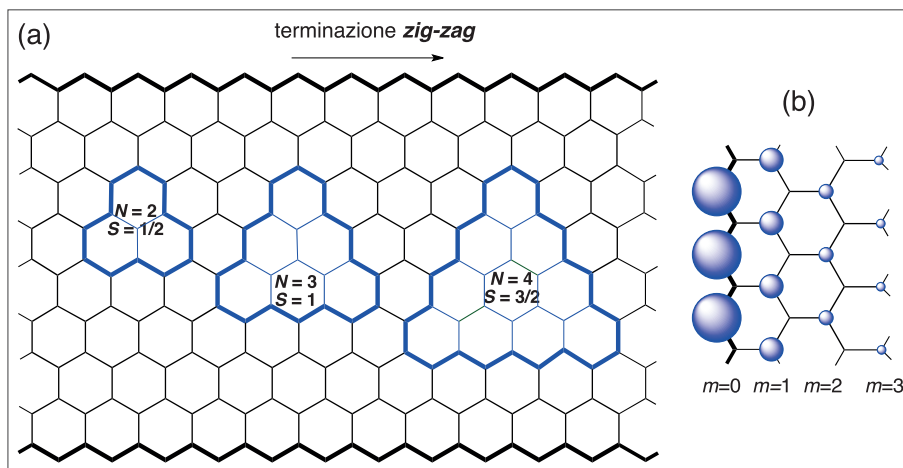 (a)
terminazione zig-zag
(b)
N = 2
S = 1/2
N = 3
S = 1
N = 4
S = 3/2
m=0 m=1 m=2 m=3